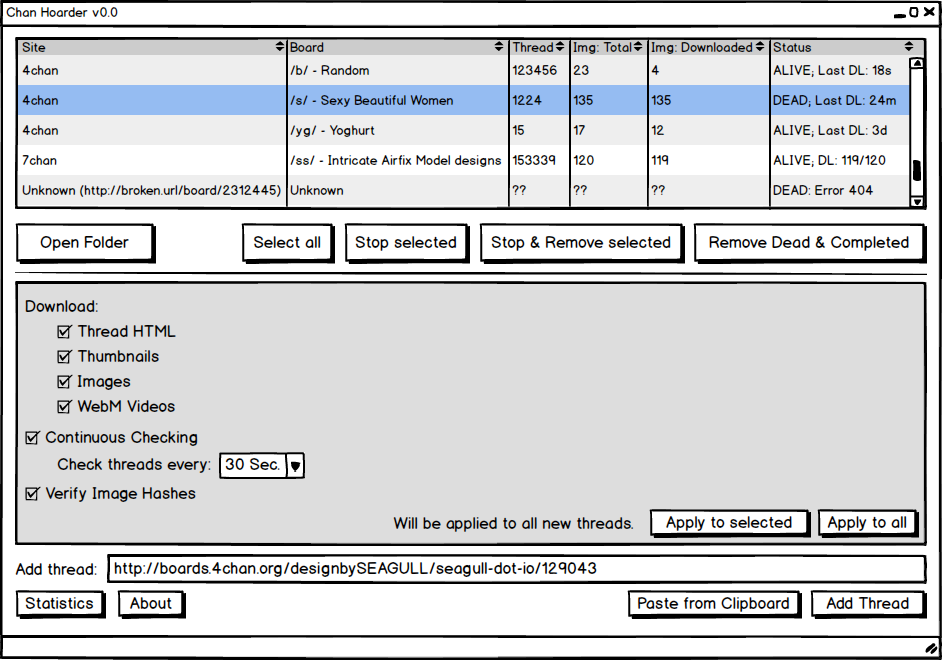 Chan Hoarder v0.0
Site Board Thread Img: Total Img: Downloaded Status
4chan /b/ - Random 123456 23 4 ALIVE; Last DL: 18s
4chan /s/ - Sexy Beautiful Women 1224 135 135 DEAD; Last DL: 24m
4chan /yg/ - Yoghurt 15 17 12 ALIVE; Last DL: 3d
7chan /ss/ - Intricate Airfix Model designs 153339 120 119 ALIVE; DL: 119/120
Unknown (http://broken.url/board/2312445) Unknown ?? ?? ?? DEAD: Error 404
Open Folder Select all Stop selected Stop & Remove selected Remove Dead & Completed
Download:
Thread HTML
Thumbnails
Images
WebM Videos
Continuous Checking
Check threads every: 30 Sec.
Verify Image Hashes
Will be applied to all new threads. Apply to selected Apply to all
Add thread: http://boards.4chan.org/designbySEAGULL/seagull-dot-io/129043
Statistics About Paste from Clipboard Add Thread